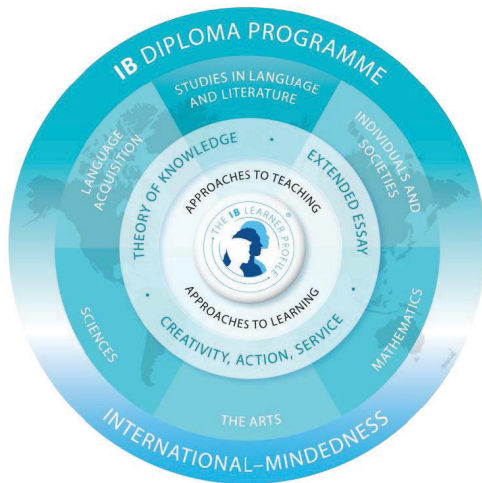 IB DIPLOMA PROGRAMME
STUDIES IN LANGUAGE
AND LITERATURE
LANGUAGE
ACQUISITION
INDIVIDUALS AND
SOCIETIES
THEORY OF KNOWLEDGE
EXTENDED ESSAY
APPROACHES TO TEACHING
THE IB LEARNER PROFILE
®
APPROACHES TO LEARNING
CREATIVITY, ACTION, SERVICE
SCIENCES
MATHEMATICS
THE ARTS
INTERNATIONAL–MINDEDNESS